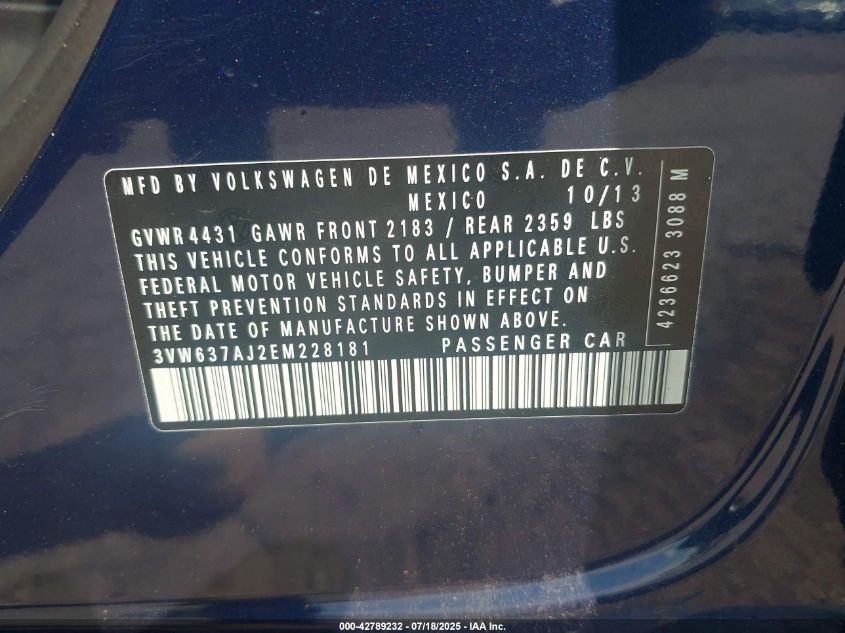 MFD BY VOLKSWAGEN DE MEXICO S.A. DE C.V.
MEXICO 10/13
GVWR4431 GAWR FRONT 2183 / REAR 2359 LBS
THIS VEHICLE CONFORMS TO ALL APPLICABLE U.S.
FEDERAL MOTOR VEHICLE SAFETY, BUMPER AND
THEFT PREVENTION STANDARDS IN EFFECT ON
THE DATE OF MANUFACTURE SHOWN ABOVE.
3VW637AJ2EM228181 PASSENGER CAR
4236623 3088 M
000-42789232 - 07/18/2025 - IAA Inc.